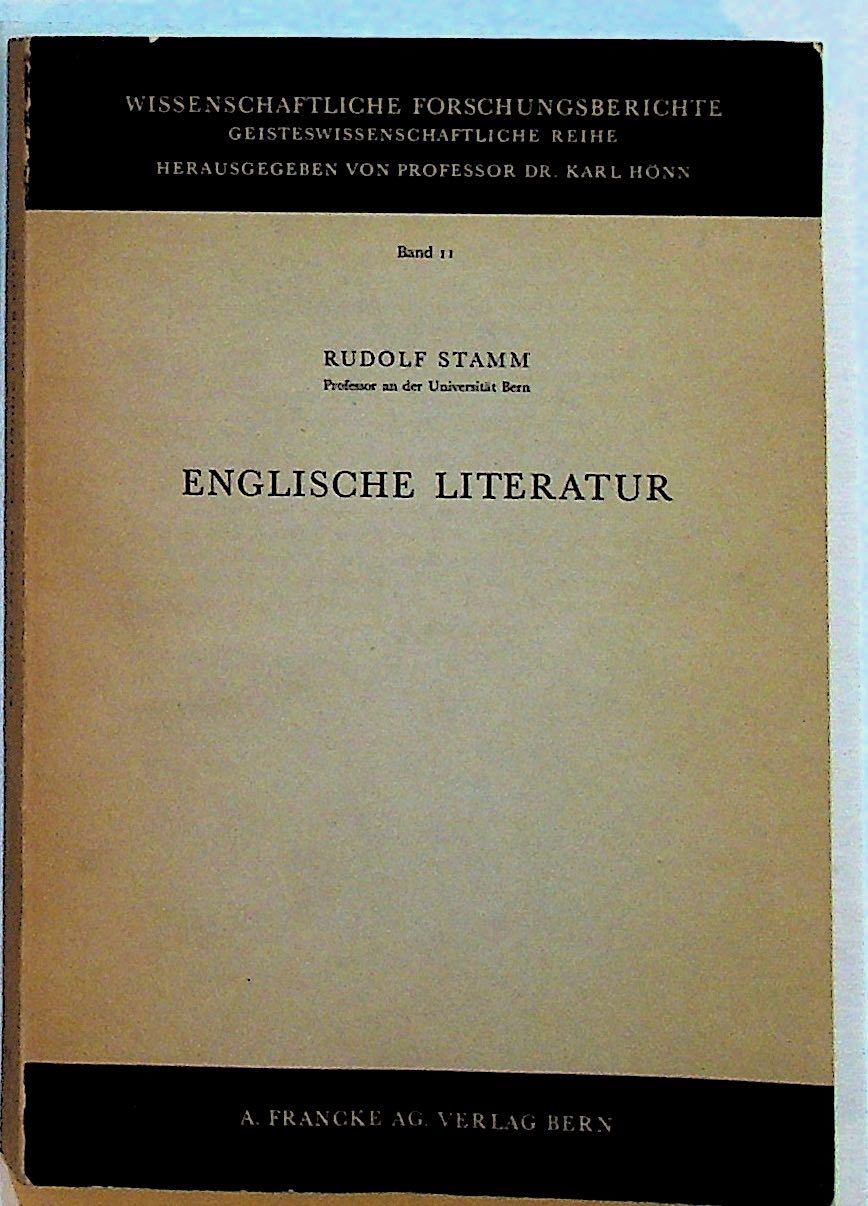 WISSENSCHAFTLICHE FORSCHUNGSBERICHTE
GEISTESWISSENSCHAFTLICHE REIHE
HERAUSGEGEBEN VON PROFESSOR DR. KARL HÖNN
Band 11
RUDOLF STAMM
Professor an der Universität Bern
ENGLISCHE LITERATUR
A. FRANCKE AG. VERLAG BERN